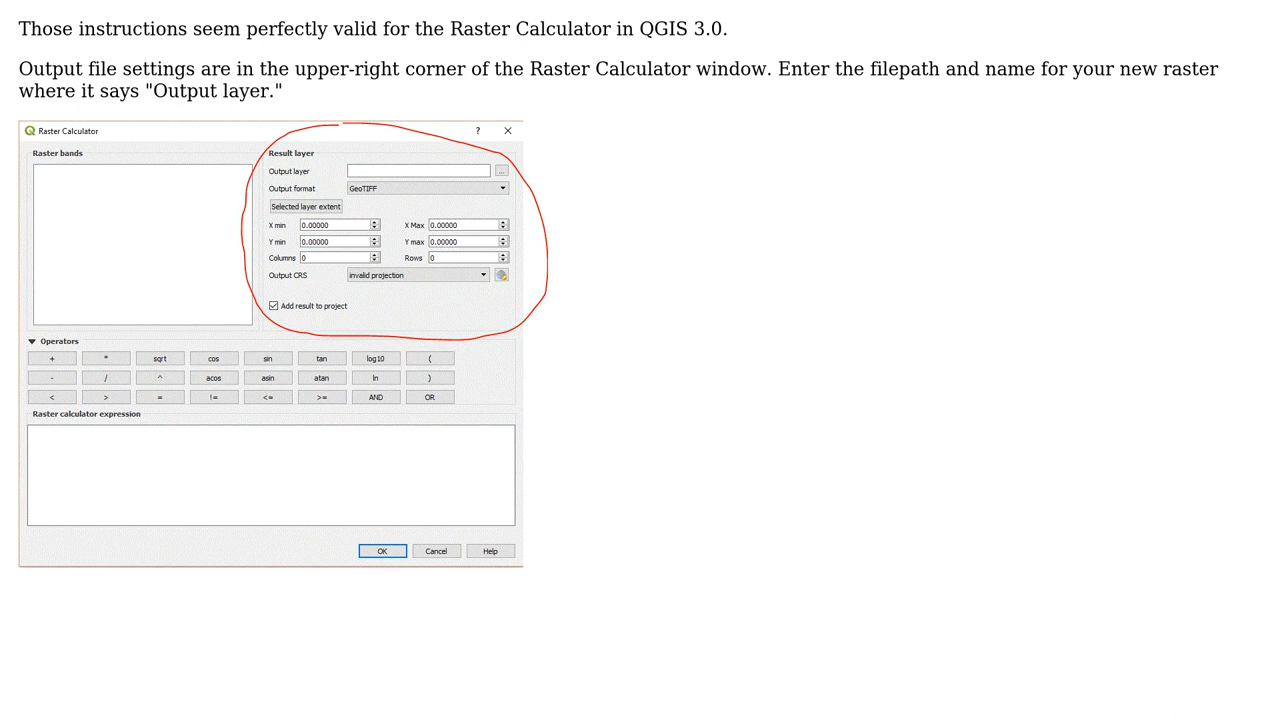 Those instructions seem perfectly valid for the Raster Calculator in QGIS 3.0.
Output file settings are in the upper-right corner of the Raster Calculator window. Enter the filepath and name for your new raster
where it says "Output layer."
Raster Calculator ?
Raster bands
Result layer
Output layer ...
Output format GeoTIFF
Selected layer extent
X min 0.00000 X Max 0.00000
Y min 0.00000 Y max 0.00000
Columns 0 Rows 0
Output CRS invalid projection
Add result to project
Operators
+ * sqrt cos sin tan log10 (
- / ^ acos asin atan ln )
< > = != <= >= AND OR
Raster calculator expression
OK Cancel Help